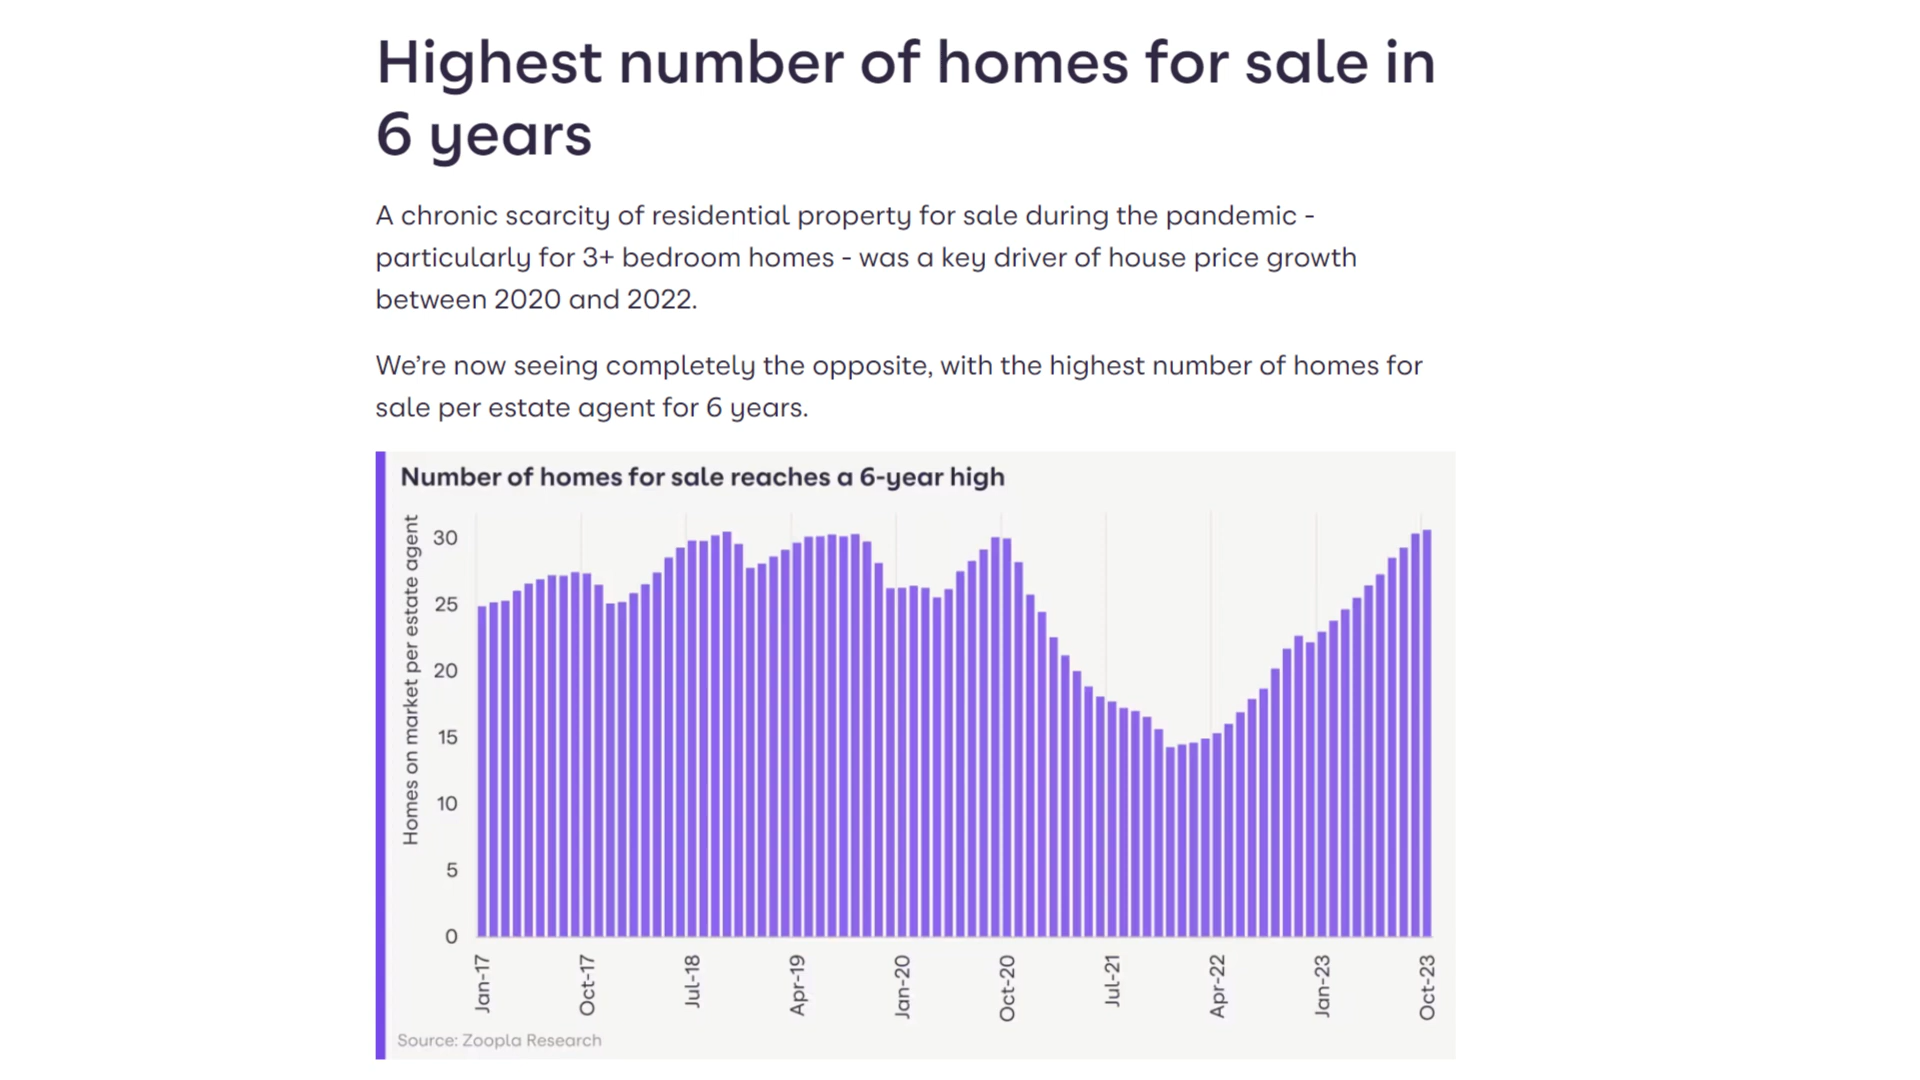 Highest number of homes for sale in
6 years
A chronic scarcity of residential property for sale during the pandemic -
particularly for 3+ bedroom homes - was a key driver of house price growth
between 2020 and 2022.
We’re now seeing completely the opposite, with the highest number of homes for
sale per estate agent for 6 years.
Number of homes for sale reaches a 6-year high
Homes on market per estate agent
30
25
20
15
10
5
0
Jan-17
Oct-17
Jul-18
Apr-19
Jan-20
Oct-20
Jul-21
Apr-22
Jan-23
Oct-23
Source: Zoopla Research